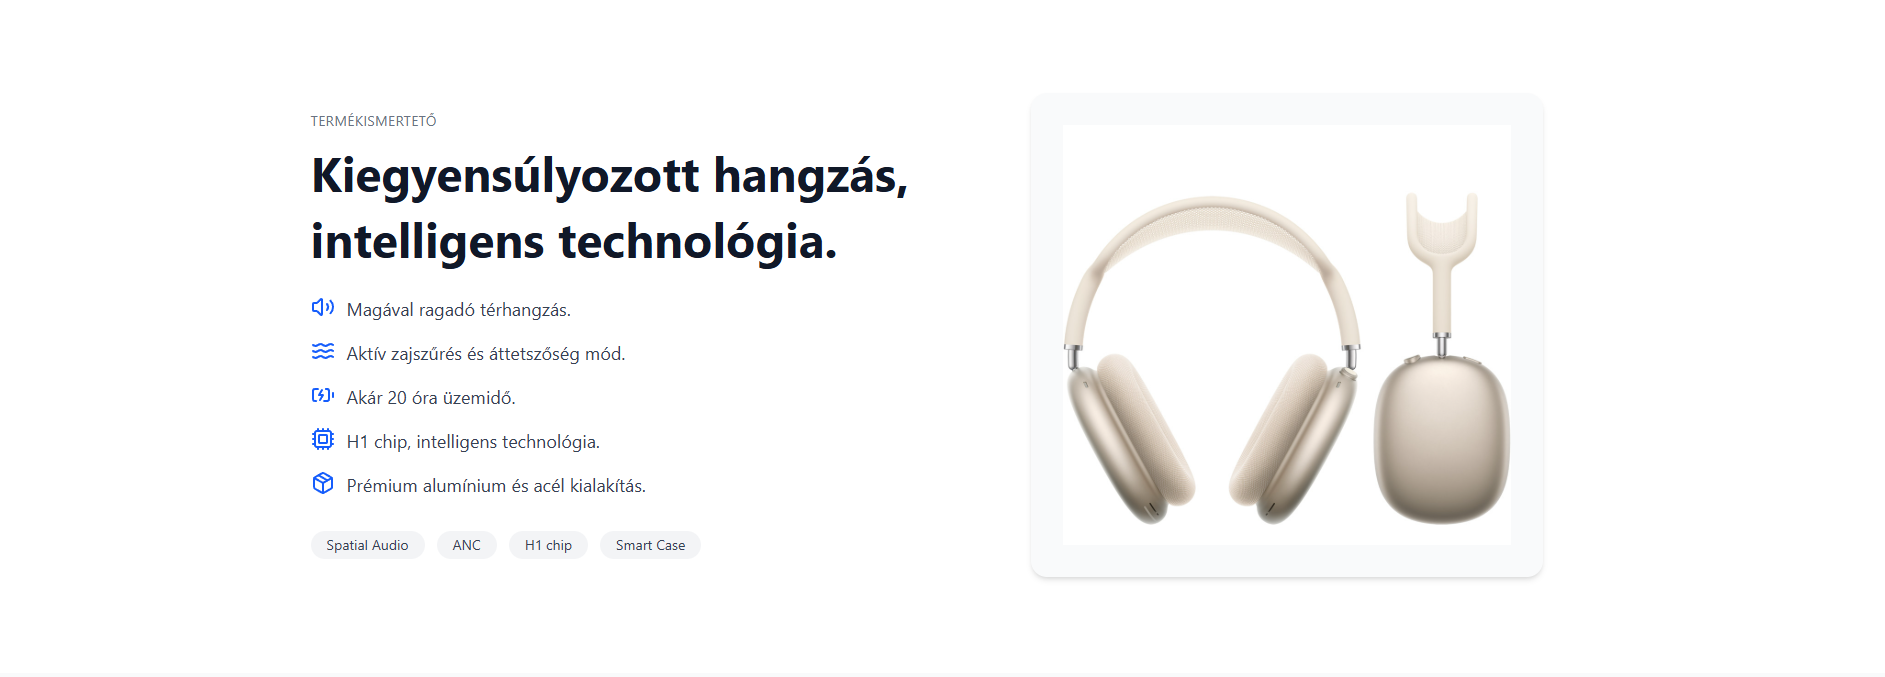 TERMÉKISMERTETŐ
Kiegyensúlyozott hangzás,
intelligens technológia.
Magával ragadó térhangzás.
Aktív zajszűrés és áttetszőség mód.
Akár 20 óra üzemidő.
H1 chip, intelligens technológia.
Prémium alumínium és acél kialakítás.
Spatial Audio ANC H1 chip Smart Case